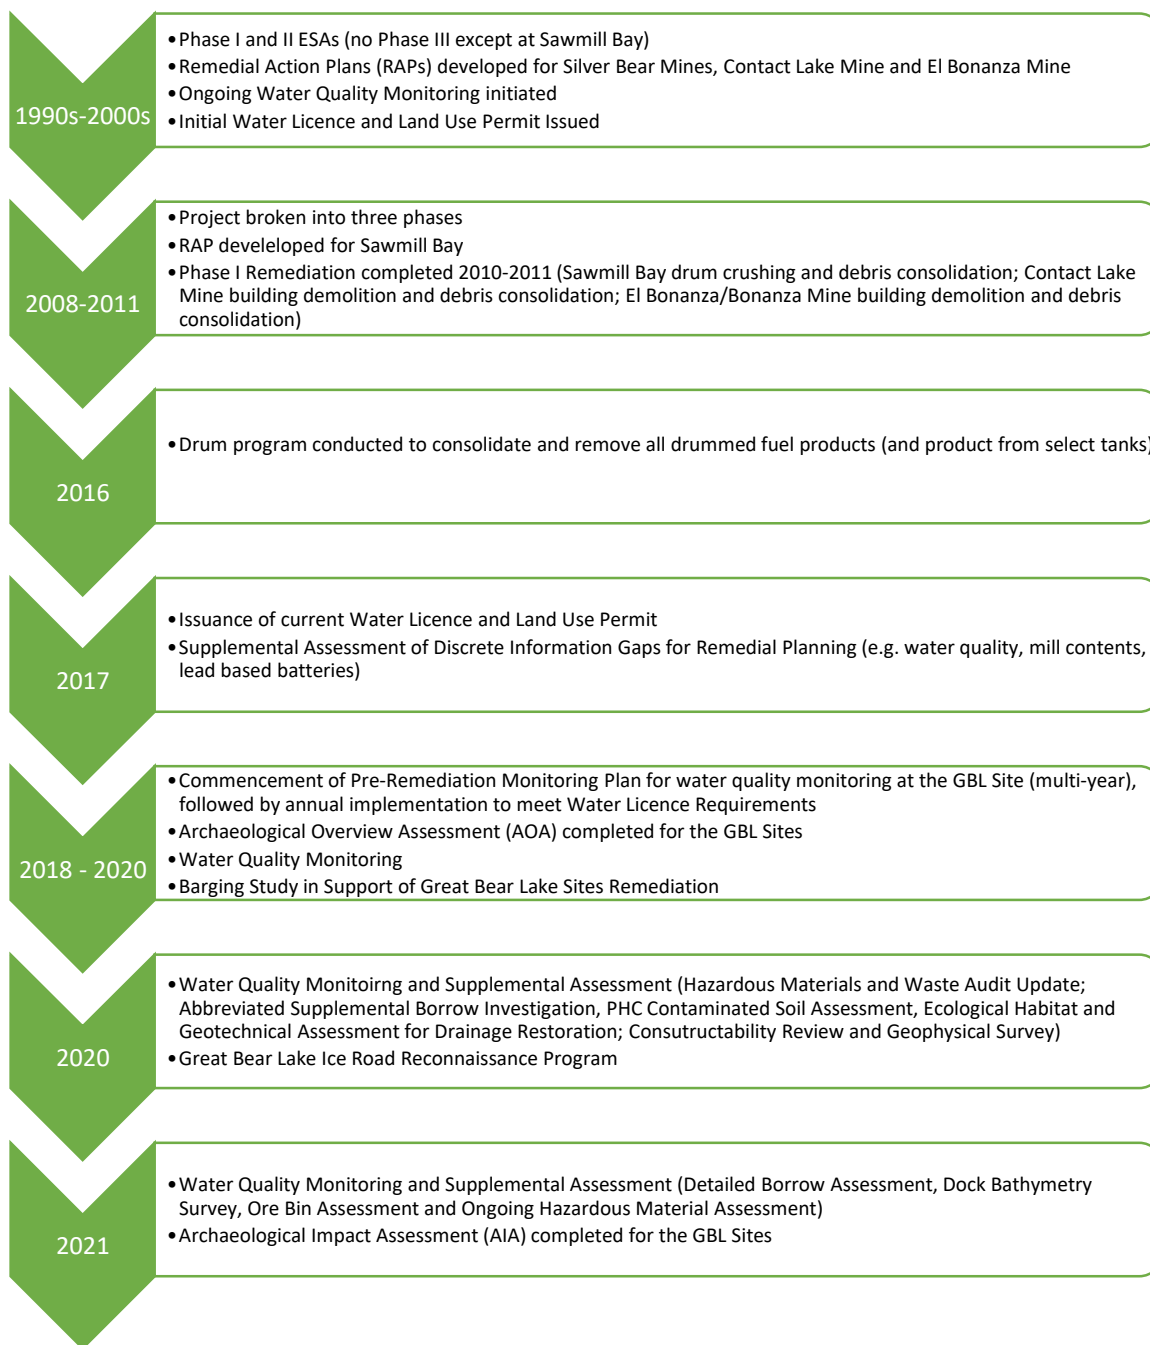 1990s-2000s
•Phase I and II ESAs (no Phase III except at Sawmill Bay)
•Remedial Action Plans (RAPs) developed for Silver Bear Mines, Contact Lake Mine and El Bonanza Mine
•Ongoing Water Quality Monitoring initiated
•Initial Water Licence and Land Use Permit Issued
2008-2011
•Project broken into three phases
•RAP develeloped for Sawmill Bay
•Phase I Remediation completed 2010-2011 (Sawmill Bay drum crushing and debris consolidation; Contact Lake
Mine building demolition and debris consolidation; El Bonanza/Bonanza Mine building demolition and debris
consolidation)
2016
•Drum program conducted to consolidate and remove all drummed fuel products (and product from select tanks)
2017
•Issuance of current Water Licence and Land Use Permit
•Supplemental Assessment of Discrete Information Gaps for Remedial Planning (e.g. water quality, mill contents,
lead based batteries)
2018 - 2020
•Commencement of Pre-Remediation Monitoring Plan for water quality monitoring at the GBL Site (multi-year),
followed by annual implementation to meet Water Licence Requirements
•Archaeological Overview Assessment (AOA) completed for the GBL Sites
•Water Quality Monitoring
•Barging Study in Support of Great Bear Lake Sites Remediation
2020
•Water Quality Monitoirng and Supplemental Assessment (Hazardous Materials and Waste Audit Update;
Abbreviated Supplemental Borrow Investigation, PHC Contaminated Soil Assessment, Ecological Habitat and
Geotechnical Assessment for Drainage Restoration; Consutructability Review and Geophysical Survey)
•Great Bear Lake Ice Road Reconnaissance Program
2021
•Water Quality Monitoring and Supplemental Assessment (Detailed Borrow Assessment, Dock Bathymetry
Survey, Ore Bin Assessment and Ongoing Hazardous Material Assessment)
•Archaeological Impact Assessment (AIA) completed for the GBL Sites